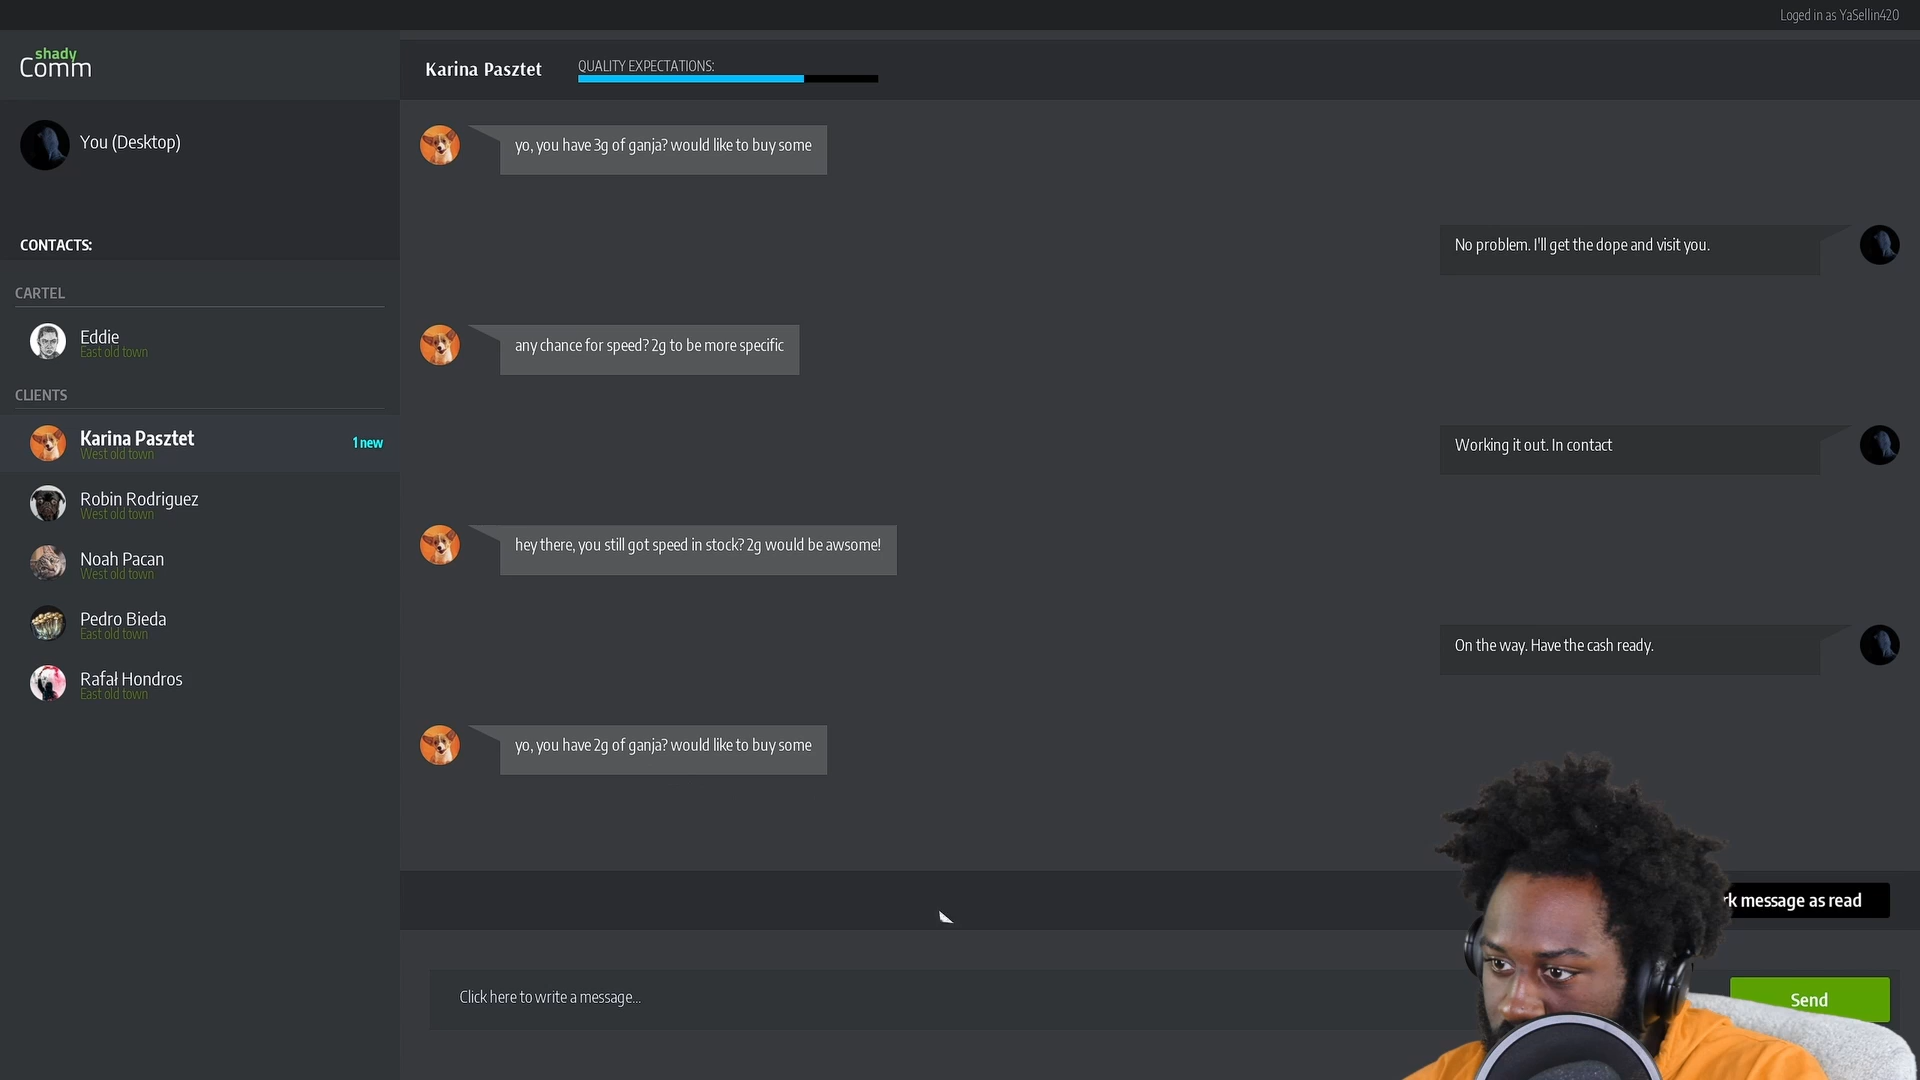 Loged in as YaSellin420
shady
Comm
Karina Pasztet
QUALITY EXPECTATIONS:
You (Desktop)
CONTACTS:
CARTEL
Eddie
East old town
CLIENTS
Karina Pasztet
West old town
1 new
Robin Rodriguez
West old town
Noah Pacan
West old town
Pedro Bieda
East old town
Rafał Hondros
East old town
yo, you have 3g of ganja? would like to buy some
No problem. I'll get the dope and visit you.
any chance for speed? 2g to be more specific
Working it out. In contact
hey there, you still got speed in stock? 2g would be awsome!
On the way. Have the cash ready.
yo, you have 2g of ganja? would like to buy some
message as read
Click here to write a message...
Send